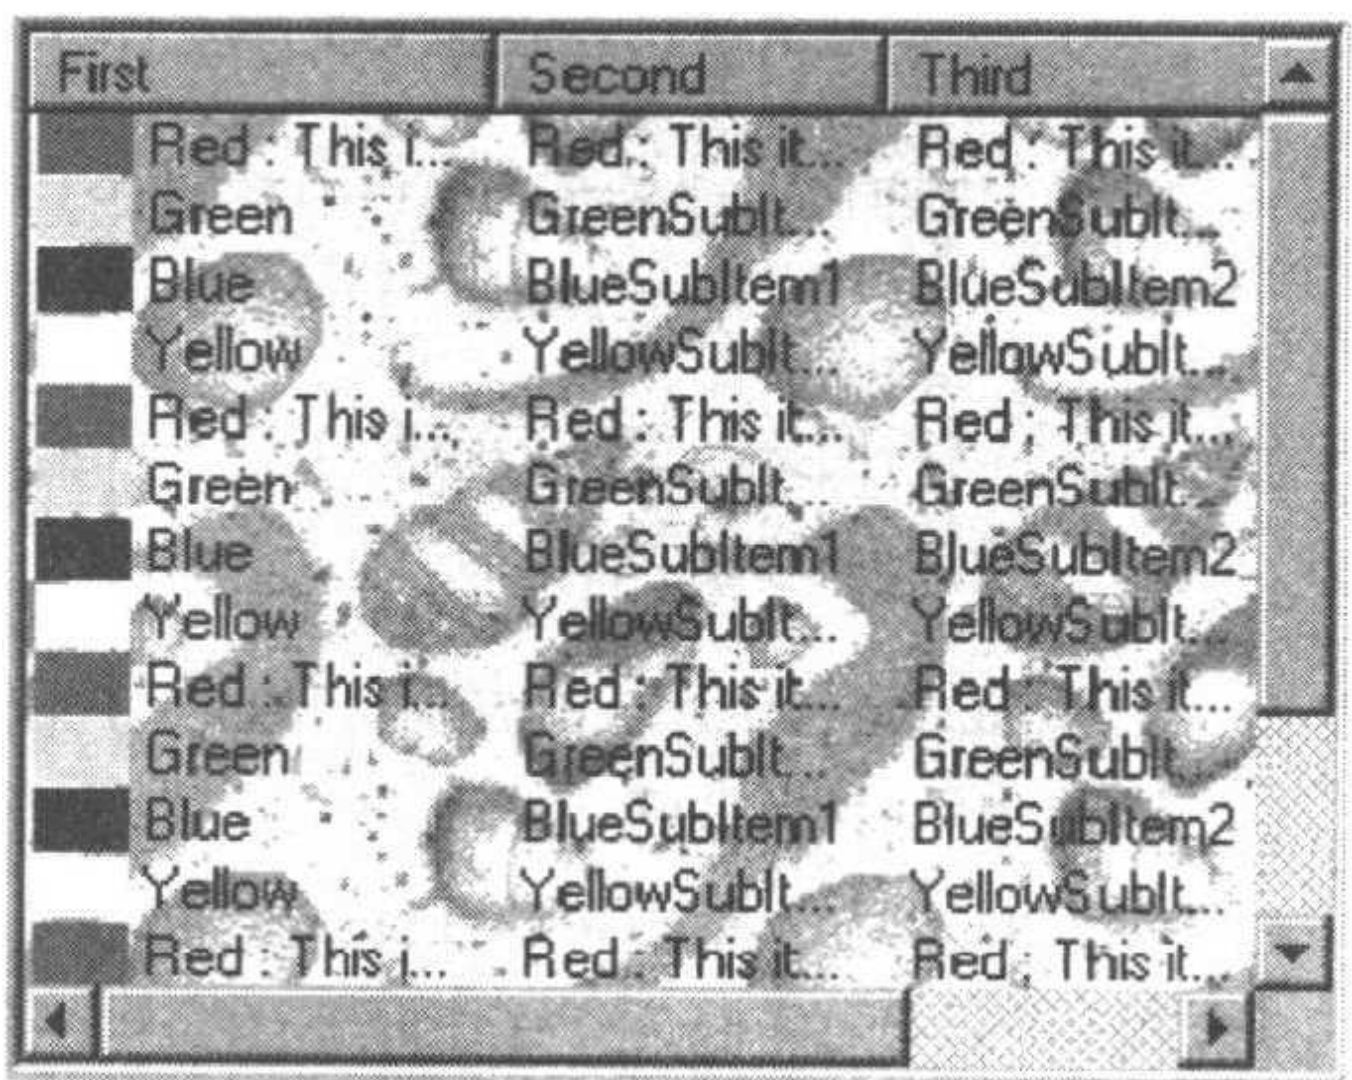 First Second Third
Red : This i... Red : This it... Red : This it...
Green GreenSubIt... GreenSubIt...
Blue BlueSubItem1 BlueSubItem2
Yellow YellowSubIt... YellowSubIt...
Red : This i... Red : This it... Red : This it...
Green GreenSubIt... GreenSubIt...
Blue BlueSubItem1 BlueSubItem2
Yellow YellowSubIt... YellowSubIt...
Red : This i... Red : This it... Red : This it...
Green GreenSubIt... GreenSubIt...
Blue BlueSubItem1 BlueSubItem2
Yellow YellowSubIt... YellowSubIt...
Red : This i... Red : This it... Red : This it...